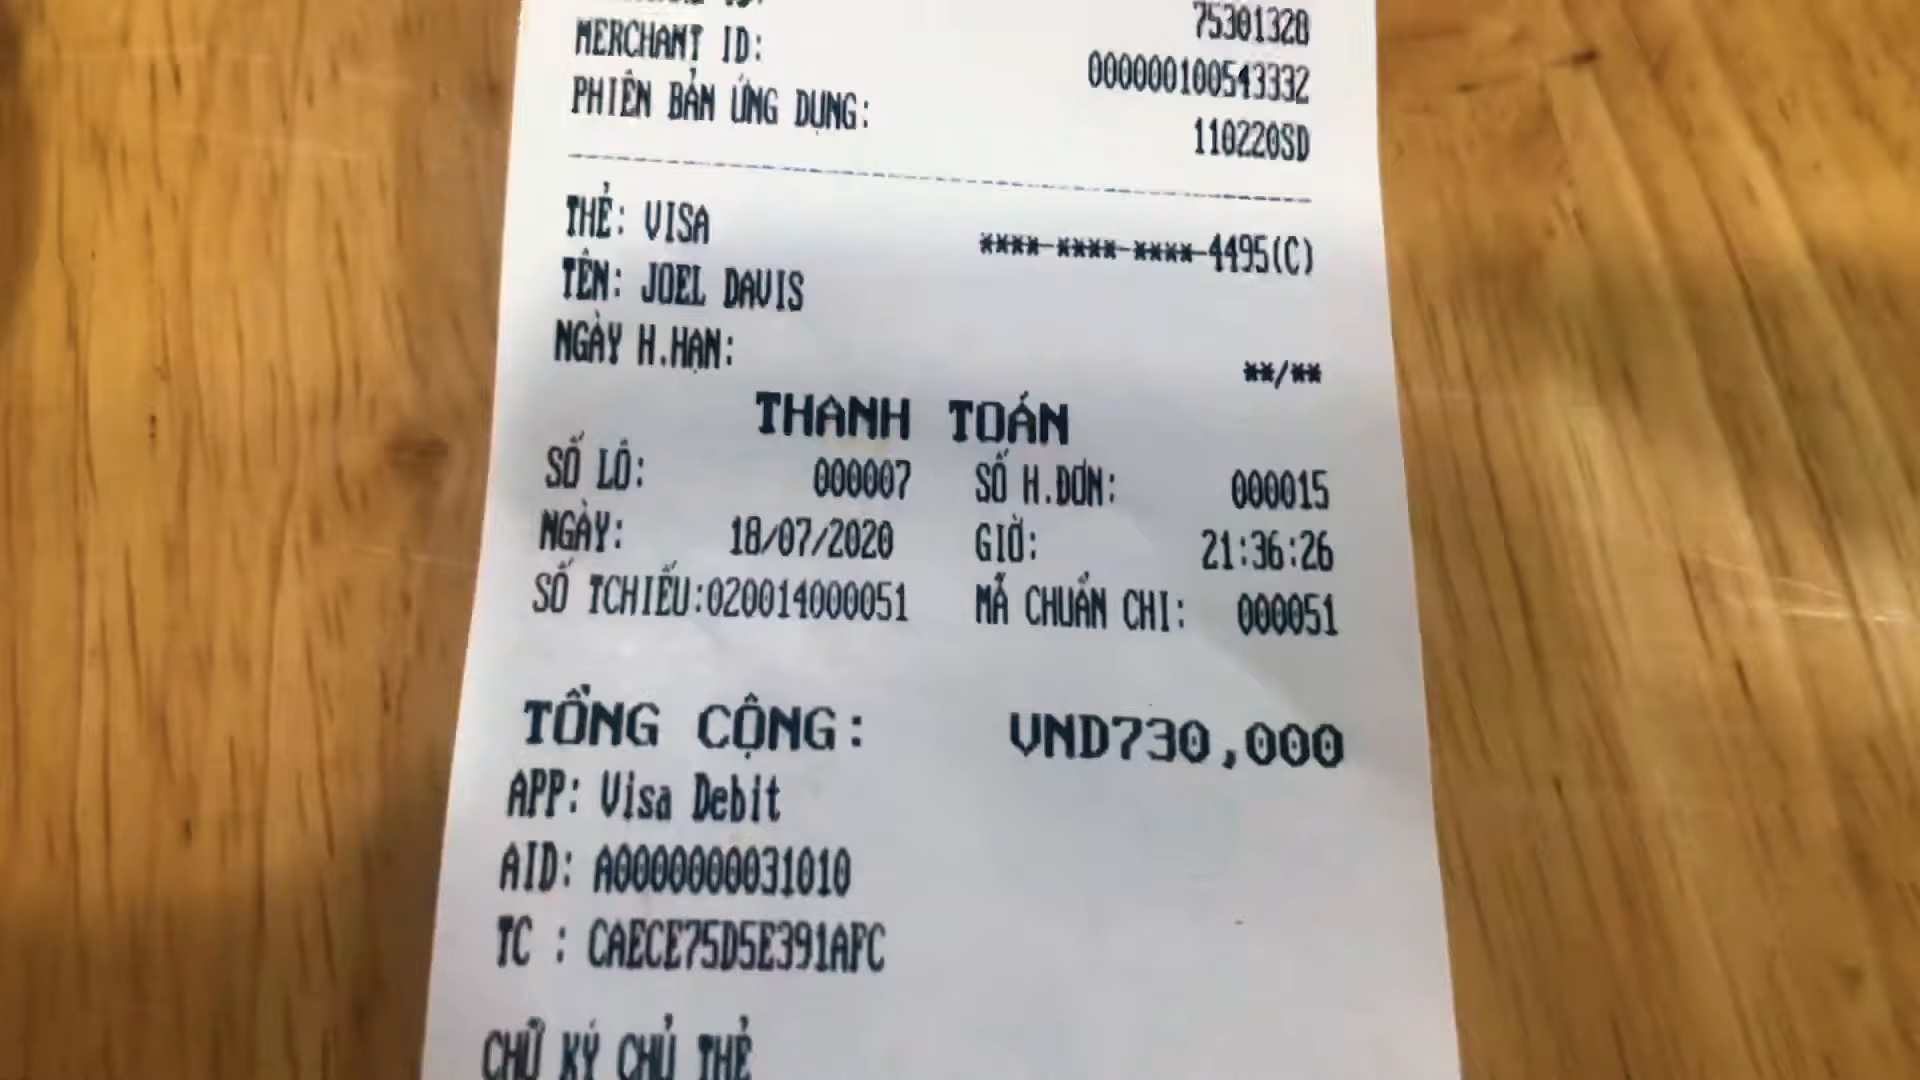 75301328
MERCHANT ID: 000000100543332
PHIÊN BẢN ỨNG DỤNG: 110220SD
THẺ: VISA ****-****-****-4495(C)
TÊN: JOEL DAVIS
NGÀY H.HẠN: **/**
THANH TOÁN
SỐ LÔ: 000007 SỐ H.ĐƠN: 000015
NGÀY: 18/07/2020 GIỜ: 21:36:26
SỐ TCHIẾU:020014000051 MÃ CHUẨN CHI: 000051
TỔNG CỘNG: VND730,000
APP: Visa Debit
AID: A0000000031010
TC : CAECE75D5E391AFC
CHỮ KÝ CHỦ THẺ